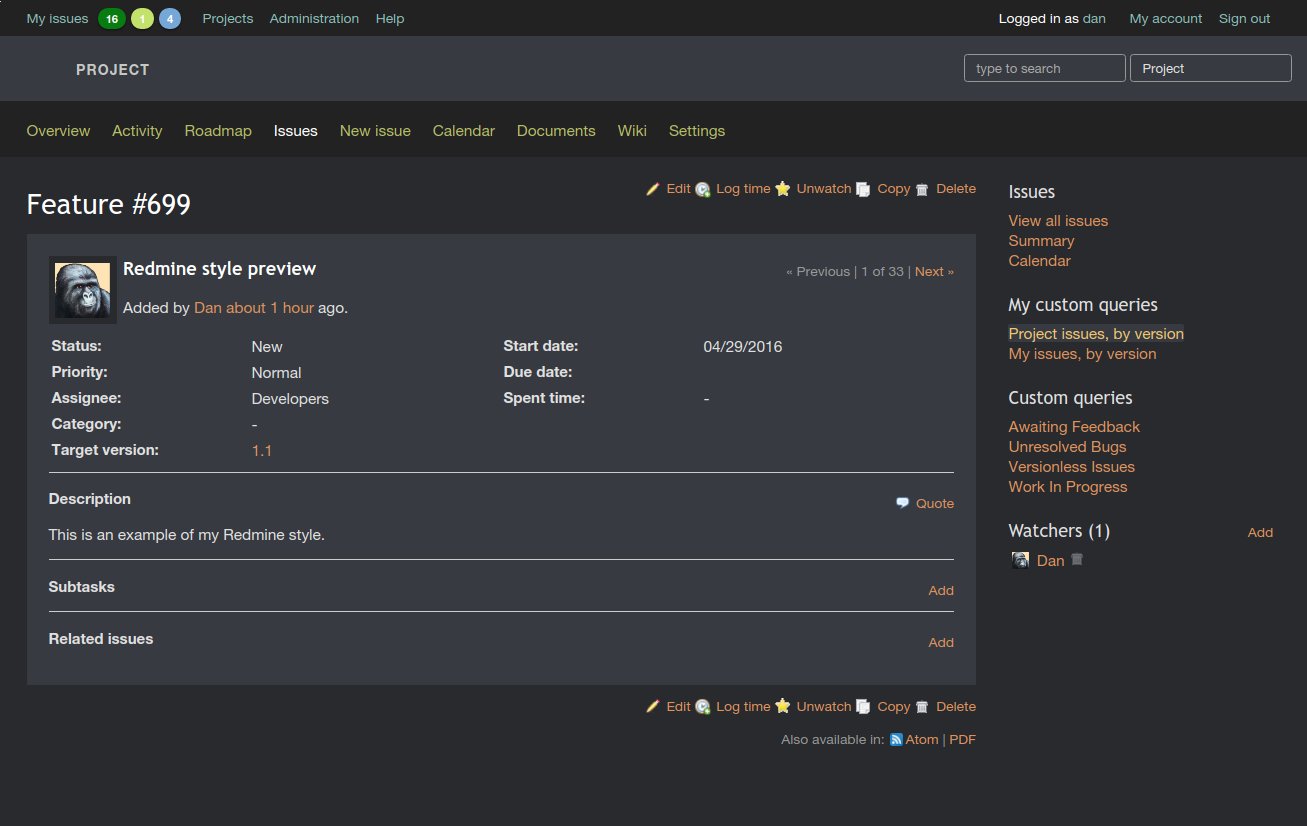 My issues 16 1 4 Projects Administration Help Logged in as dan My account Sign out
PROJECT type to search Project
Overview Activity Roadmap Issues New issue Calendar Documents Wiki Settings
Edit Log time Unwatch Copy Delete
Feature #699
Redmine style preview
« Previous | 1 of 33 | Next »
Added by Dan about 1 hour ago.
Status: New Start date: 04/29/2016
Priority: Normal Due date:
Assignee: Developers Spent time: -
Category: -
Target version: 1.1
Description
Quote
This is an example of my Redmine style.
Subtasks
Add
Related issues
Add
Edit Log time Unwatch Copy Delete
Also available in: Atom | PDF
Issues
View all issues
Summary
Calendar
My custom queries
Project issues, by version
My issues, by version
Custom queries
Awaiting Feedback
Unresolved Bugs
Versionless Issues
Work In Progress
Watchers (1) Add
Dan